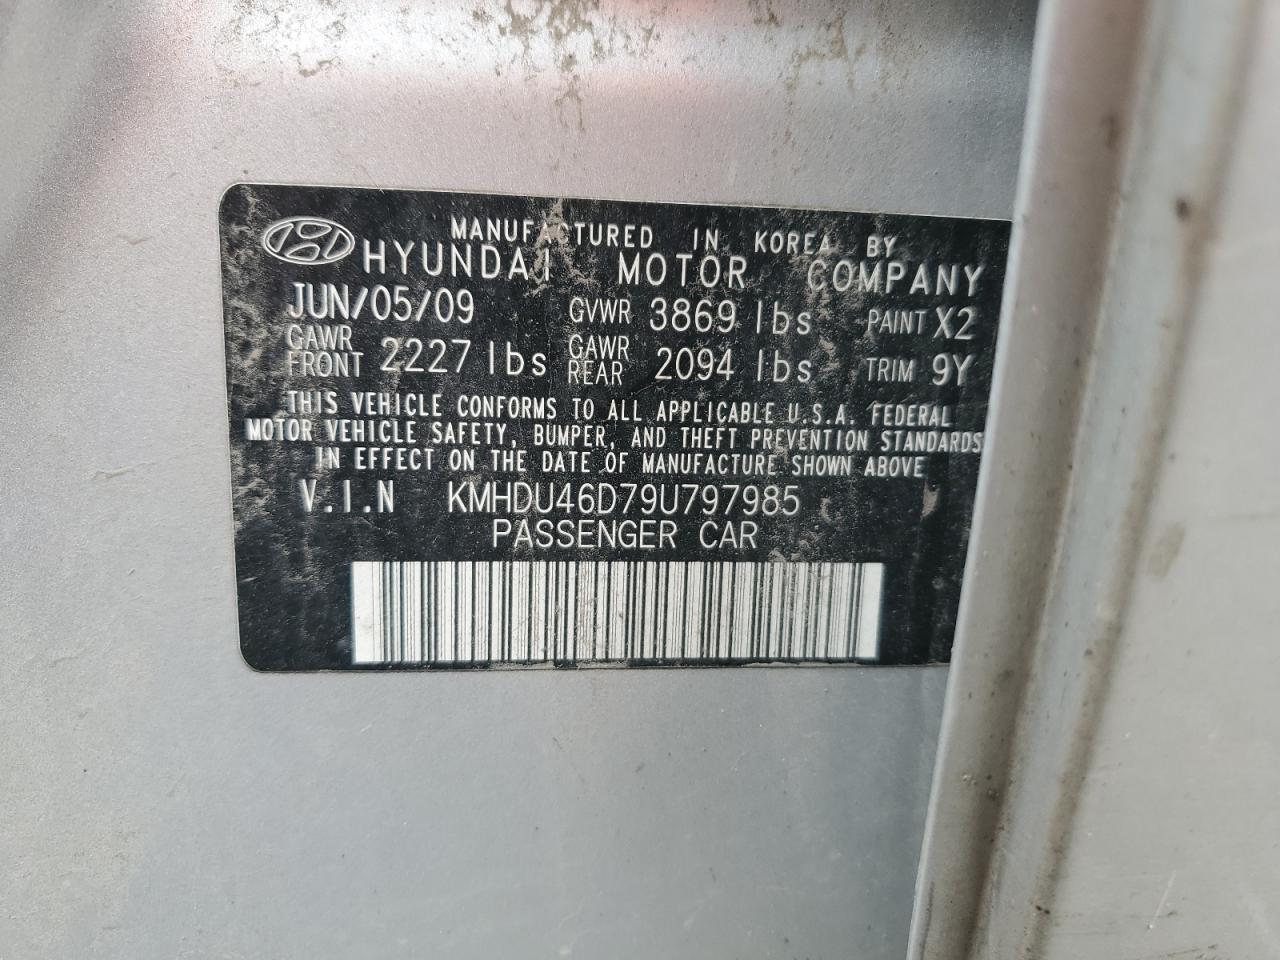 MANUFACTURED IN KOREA BY
HYUNDAI MOTOR COMPANY
JUN/05/09 GVWR 3869 lbs PAINT X2
GAWR FRONT 2227 lbs GAWR REAR 2094 lbs TRIM 9Y
THIS VEHICLE CONFORMS TO ALL APPLICABLE U.S.A. FEDERAL
MOTOR VEHICLE SAFETY, BUMPER, AND THEFT PREVENTION STANDARDS
IN EFFECT ON THE DATE OF MANUFACTURE SHOWN ABOVE
V.I.N KMHDU46D79U797985
PASSENGER CAR